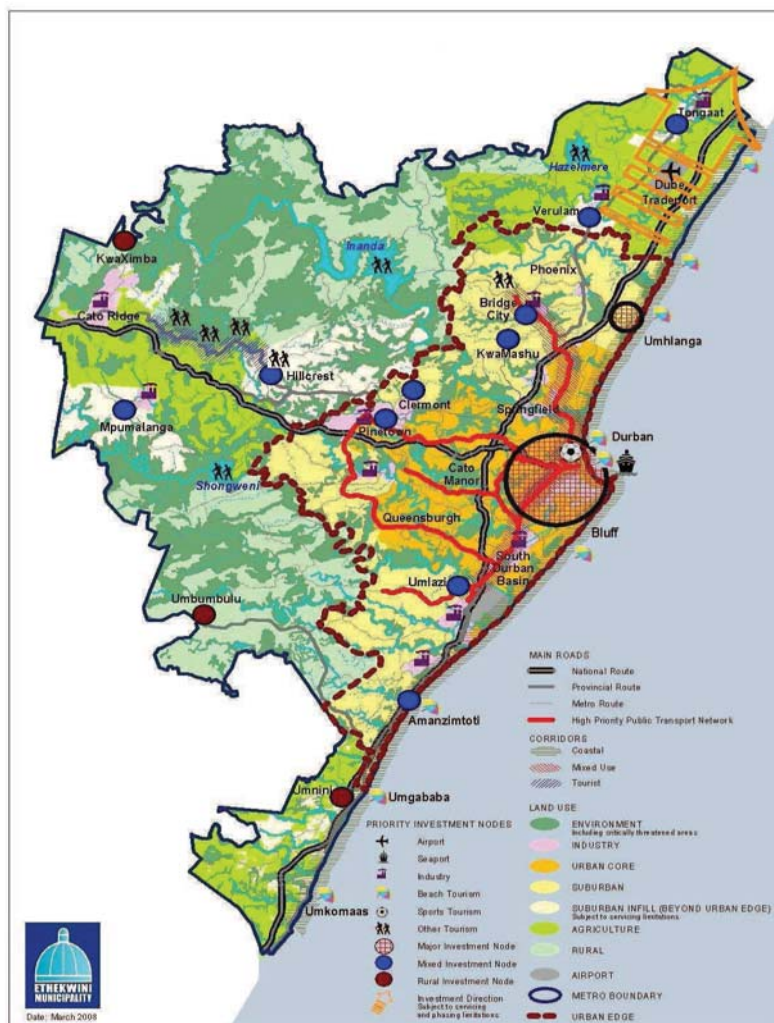 Tongaat
Hazelmere
Dube
Tradeport
Verulam
Inanda
KwaXimba
Phoenix
Bridge
City
Cato Ridge
Umhlanga
KwaMashu
Hillcrest
Clermont
Springfield
Mpumalanga
Pinetown
Durban
Cato
Manor
Shongweni
Queensburgh
Bluff
South
Durban
Basin
Umlazi
Umbumbulu
Amanzimtoti
Umnini
Umgababa
Umkomaas
MAIN ROADS
National Route
Provincial Route
Metro Route
High Priority Public Transport Network
CORRIDORS
Coastal
Mixed Use
Tourist
PRIORITY INVESTMENT NODES
Airport
Seaport
Industry
Beach Tourism
Sports Tourism
Other Tourism
Major Investment Node
Mixed Investment Node
Rural Investment Node
Investment Direction
Subject to servicing
and phasing limitations
LAND USE
ENVIRONMENT
Including critically threatened areas
INDUSTRY
URBAN CORE
SUBURBAN
SUBURBAN INFILL (BEYOND URBAN EDGE)
Subject to servicing limitations
AGRICULTURE
RURAL
AIRPORT
METRO BOUNDARY
URBAN EDGE
ETHEKWINI
MUNICIPALITY
Date: March 2008